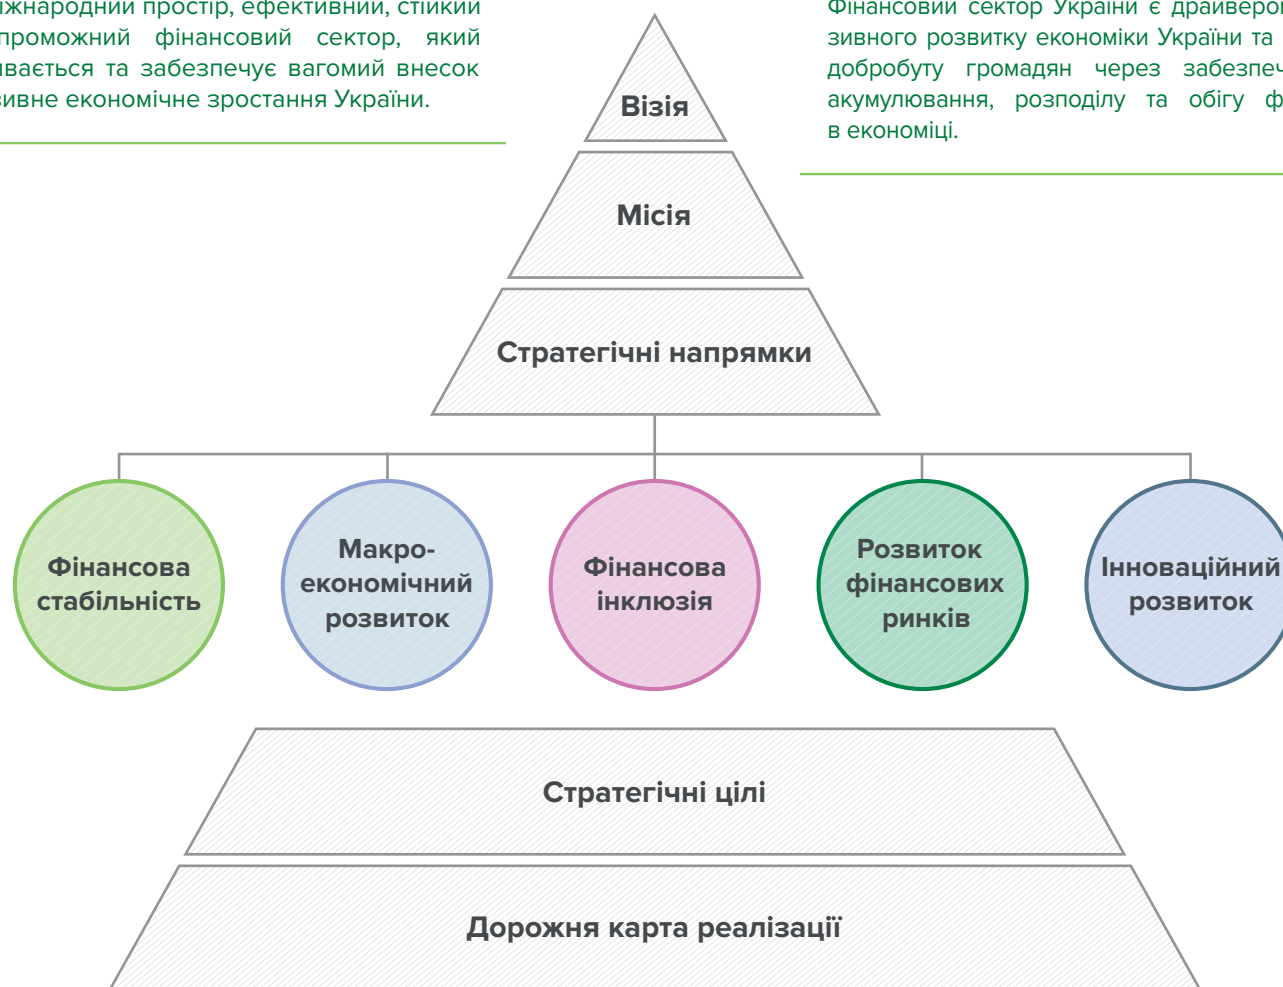 міжнародний простір, ефективний, стійкий
фінансовий сектор, який
та забезпечує вагомий внесок
економічне зростання України.
Фінансовий сектор України є
зивного розвитку економіки України та
добробуту громадян через
акумулювання, розподілу та обігу
в економіці.
Візія
Місія
Стратегічні напрямки
Фінансова
стабільність
Макро-
економічний
розвиток
Фінансова
інклюзія
Розвиток
фінансових
ринків
Інноваційний
розвиток
Стратегічні цілі
Дорожня карта реалізації